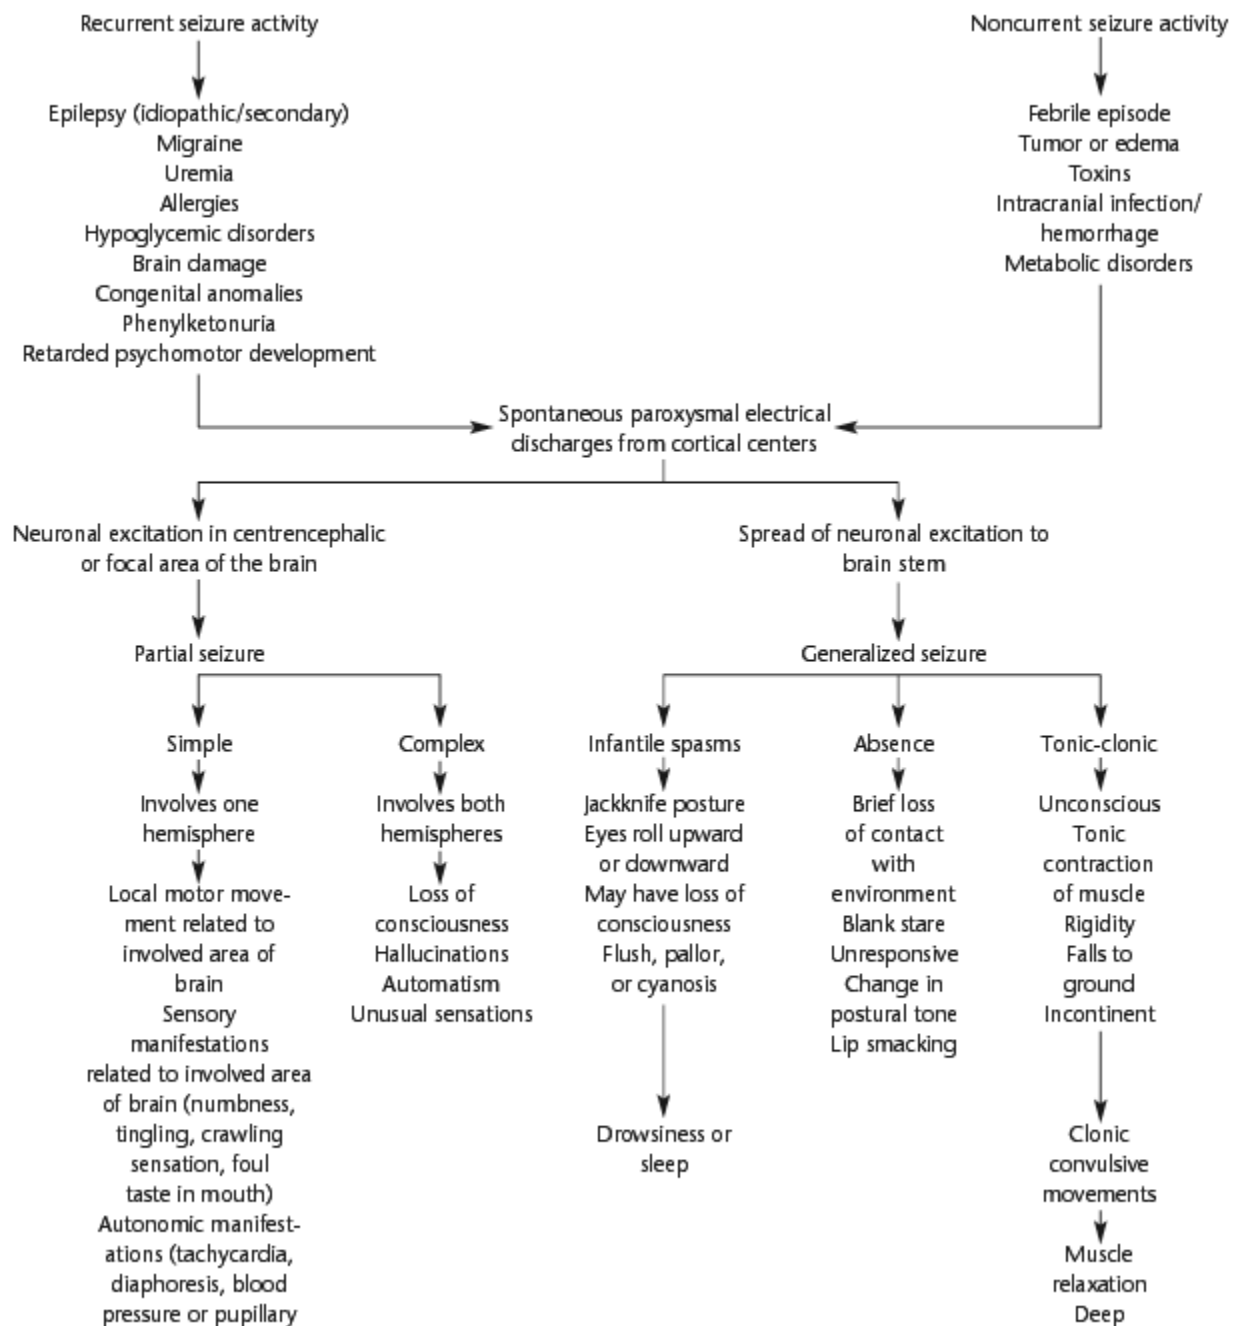 Recurrent seizure activity
Noncurrent seizure activity
Epilepsy (idiopathic/secondary)
Migraine
Uremia
Allergies
Hypoglycemic disorders
Brain damage
Congenital anomalies
Phenylketonuria
Retarded psychomotor development
Febrile episode
Tumor or edema
Toxins
Intracranial infection/
hemorrhage
Metabolic disorders
Spontaneous paroxysmal electrical
discharges from cortical centers
Neuronal excitation in centrencephalic
or focal area of the brain
Spread of neuronal excitation to
brain stem
Partial seizure
Generalized seizure
Simple
Involves one
hemisphere
Local motor move-
ment related to
involved area of
brain
Sensory
manifestations
related to involved area
of brain (numbness,
tingling, crawling
sensation, foul
taste in mouth)
Autonomic manifest-
ations (tachycardia,
diaphoresis, blood
pressure or pupillary
Complex
Involves both
hemispheres
Loss of
consciousness
Hallucinations
Automatism
Unusual sensations
Infantile spasms
Jackknife posture
Eyes roll upward
or downward
May have loss of
consciousness
Flush, pallor,
or cyanosis
Drowsiness or
sleep
Absence
Brief loss
of contact
with
environment
Blank stare
Unresponsive
Change in
postural tone
Lip smacking
Tonic-clonic
Unconscious
Tonic
contraction
of muscle
Rigidity
Falls to
ground
Incontinent
Clonic
convulsive
movements
Muscle
relaxation
Deep